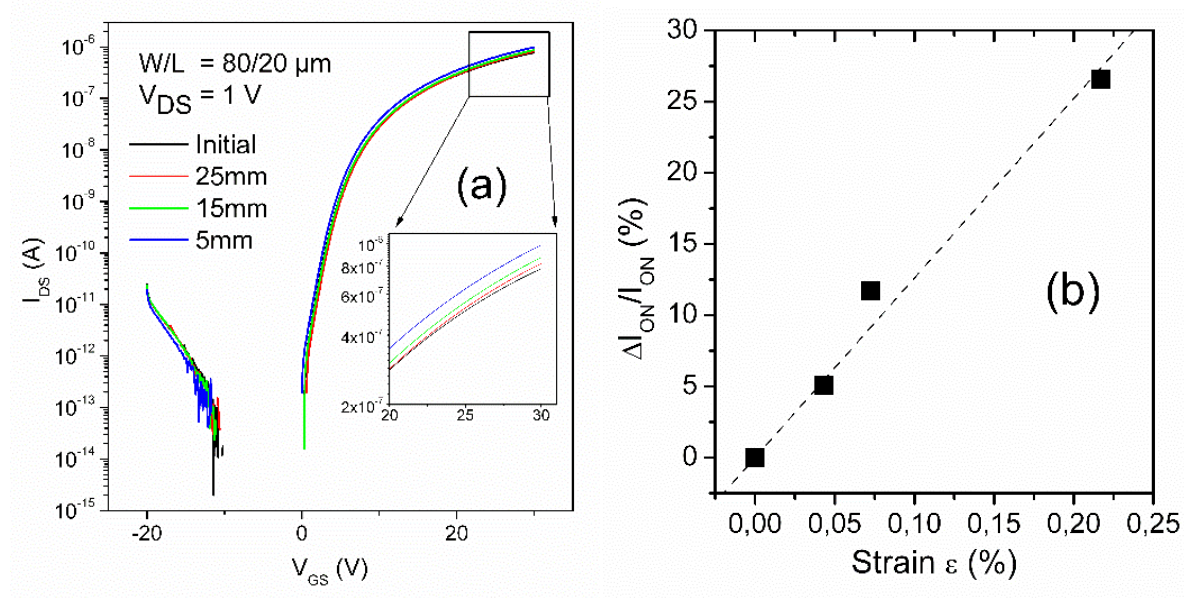 10⁻⁶
10⁻⁷
10⁻⁸
10⁻⁹
10⁻¹⁰
10⁻¹¹
10⁻¹²
10⁻¹³
10⁻¹⁴
10⁻¹⁵
I_DS (A)
W/L = 80/20 µm
V_DS = 1 V
Initial
25mm
15mm
5mm
(a)
10⁻⁶
8x10⁻⁷
6x10⁻⁷
4x10⁻⁷
2x10⁻⁷
20 25 30
-20 0 20
V_GS (V)
30
25
20
15
10
5
0
ΔI_ON/I_ON (%)
(b)
0,00 0,05 0,10 0,15 0,20 0,25
Strain ε (%)